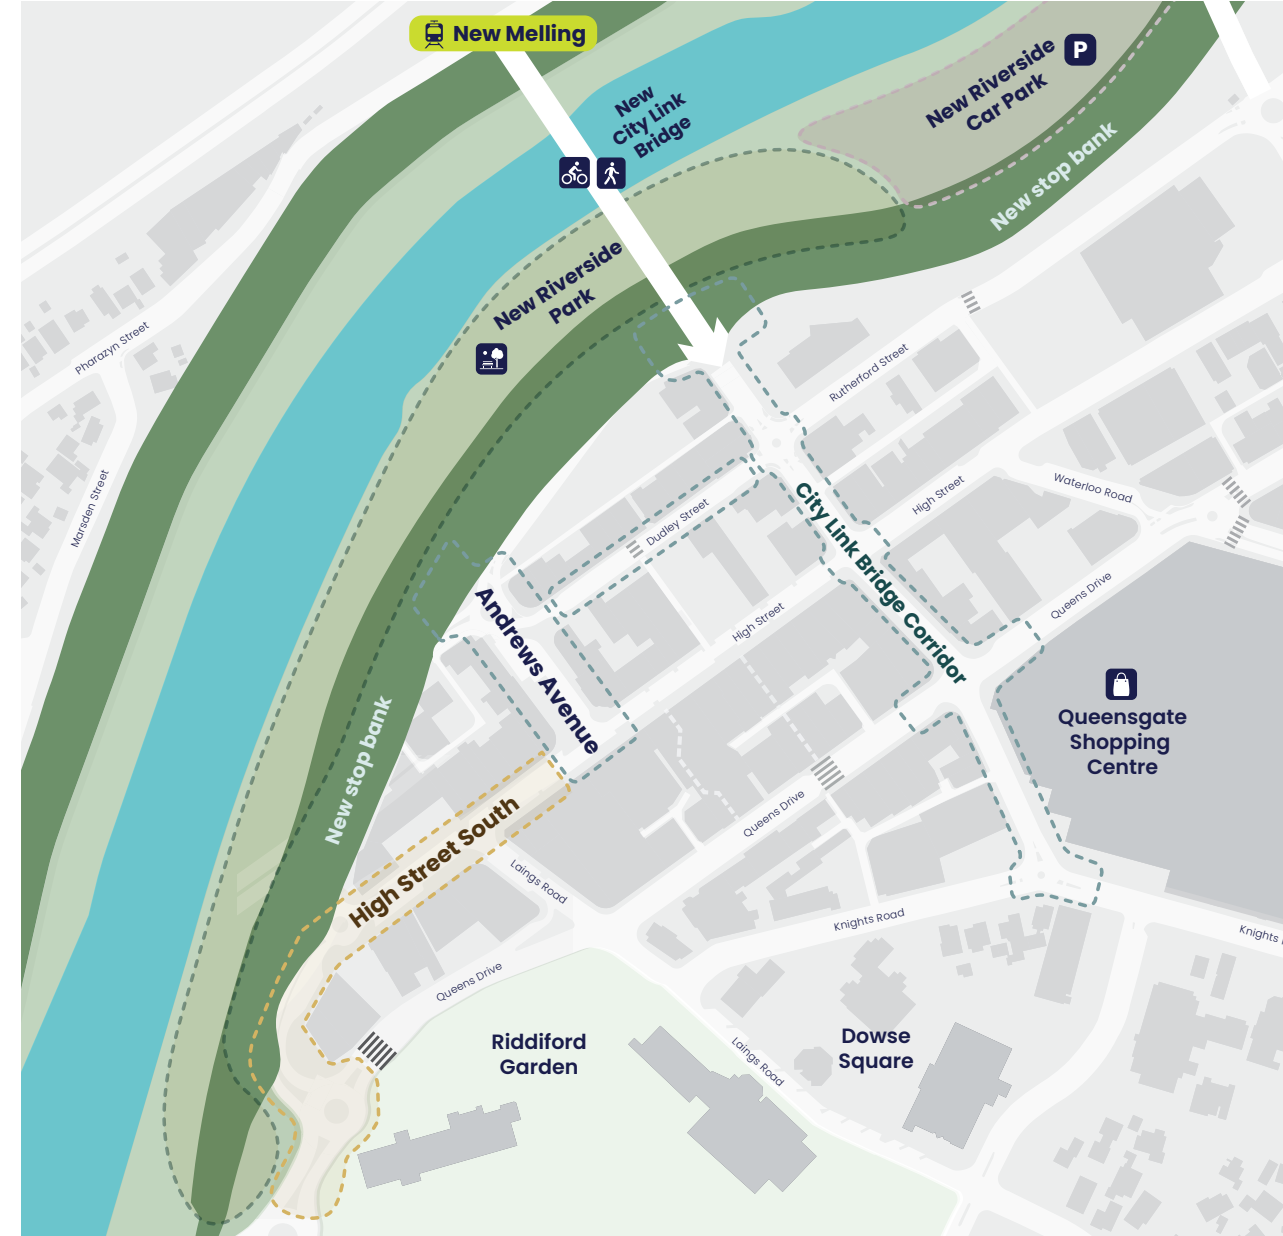 New Melling
New
City Link
Bridge
New Riverside
Car Park
P
New stop bank
New Riverside
Park
Pharazyn Street
Rutherford Street
Marsden Street
Waterloo Road
High Street
City Link Bridge Corridor
Dudley Street
Queens Drive
Andrews Avenue
High Street
Queensgate
Shopping
Centre
New stop bank
Queens Drive
High Street South
Laings Road
Knights Road
Knights
Queens Drive
Riddiford
Garden
Dowse
Square
Laings Road